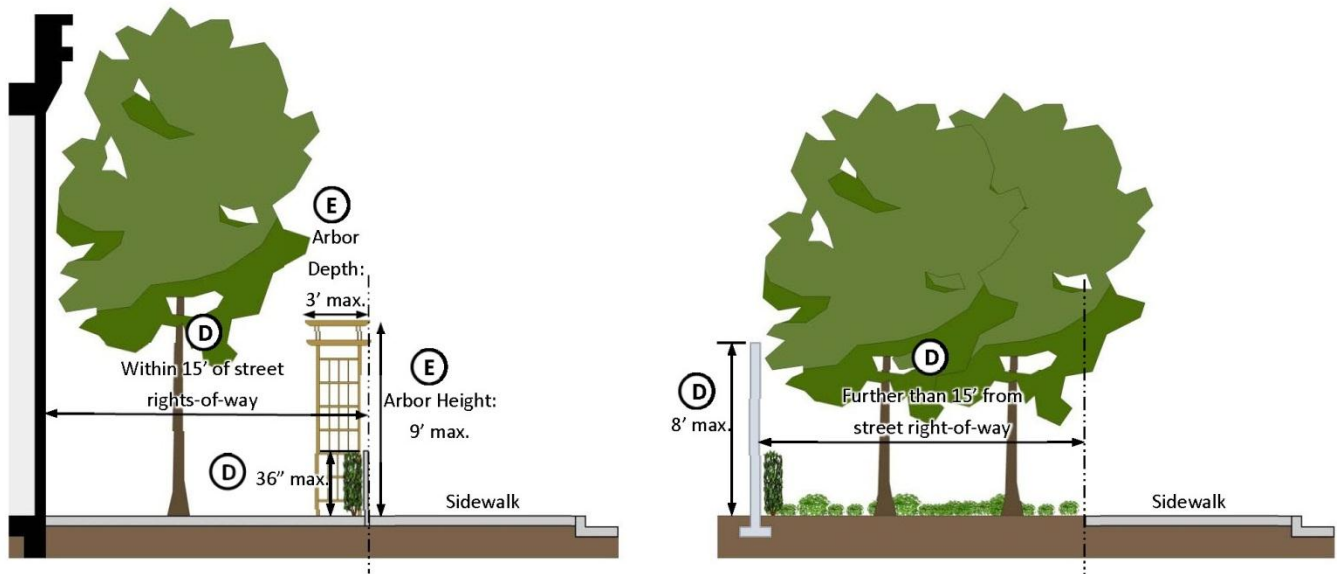 E
Arbor
Depth:
3’ max.
D
Within 15’ of street
rights-of-way
E
Arbor Height:
9’ max.
D
36” max.
Sidewalk
D
8’ max.
D
Further than 15’ from
street right-of-way
Sidewalk